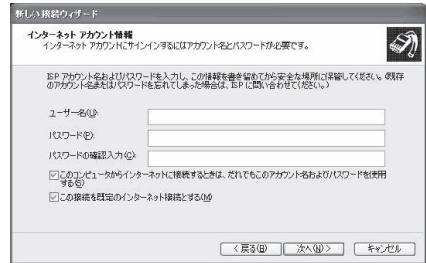 新しい接続ウィザード
インターネット アカウント情報
インターネット アカウントにサインインするにはアカウント名とパスワードが必要です。
ISP アカウント名およびパスワードを入力し、この情報を書き留めてから安全な場所に保管してください。(既存
のアカウント名またはパスワードを忘れてしまった場合は、ISP に問い合わせてください。)
ユーザー名(U):
パスワード(P):
パスワードの確認入力(C):
このコンピュータからインターネットに接続するときは、だれでもこのアカウント名およびパスワードを使用
する(S)
この接続を既定のインターネット接続とする(M)
< 戻る(B)
次へ(N) >
キャンセル